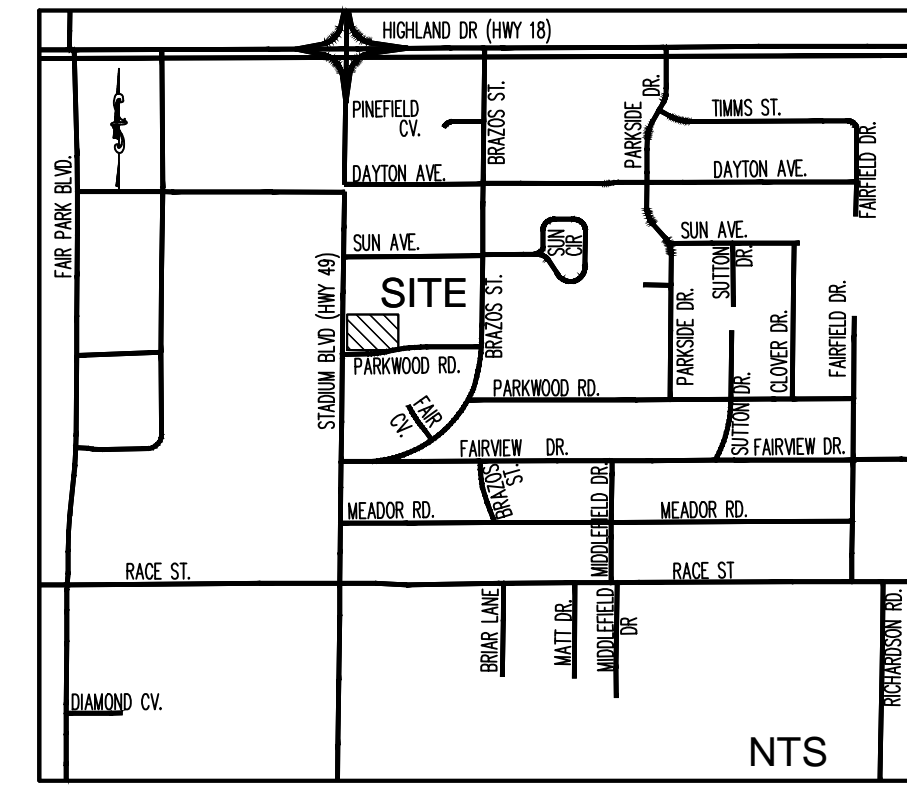 HIGHLAND DR (HWY 18)
PINEFIELD
CV.
BRAZOS ST.
PARKSIDE DR.
TIMMS ST.
FAIRFIELD DR.
FAIR PARK BLVD.
DAYTON AVE.
DAYTON AVE.
SUN AVE.
SUN
CIR
SUN AVE.
SUTTON
DR.
SITE
STADIUM BLVD (HWY 49)
BRAZOS ST.
PARKSIDE DR.
CLOVER DR.
FAIRFIELD DR.
PARKWOOD RD.
PARKWOOD RD.
FAIR
CV.
SUTTON DR.
FAIRVIEW DR.
FAIRVIEW DR.
BRAZOS
ST.
MIDDLEFIELD DR.
MEADOR RD.
MEADOR RD.
RACE ST.
RACE ST
BRIAR LANE
MATT DR.
MIDDLEFIELD
DR
RICHARDSON RD.
DIAMOND CV.
NTS